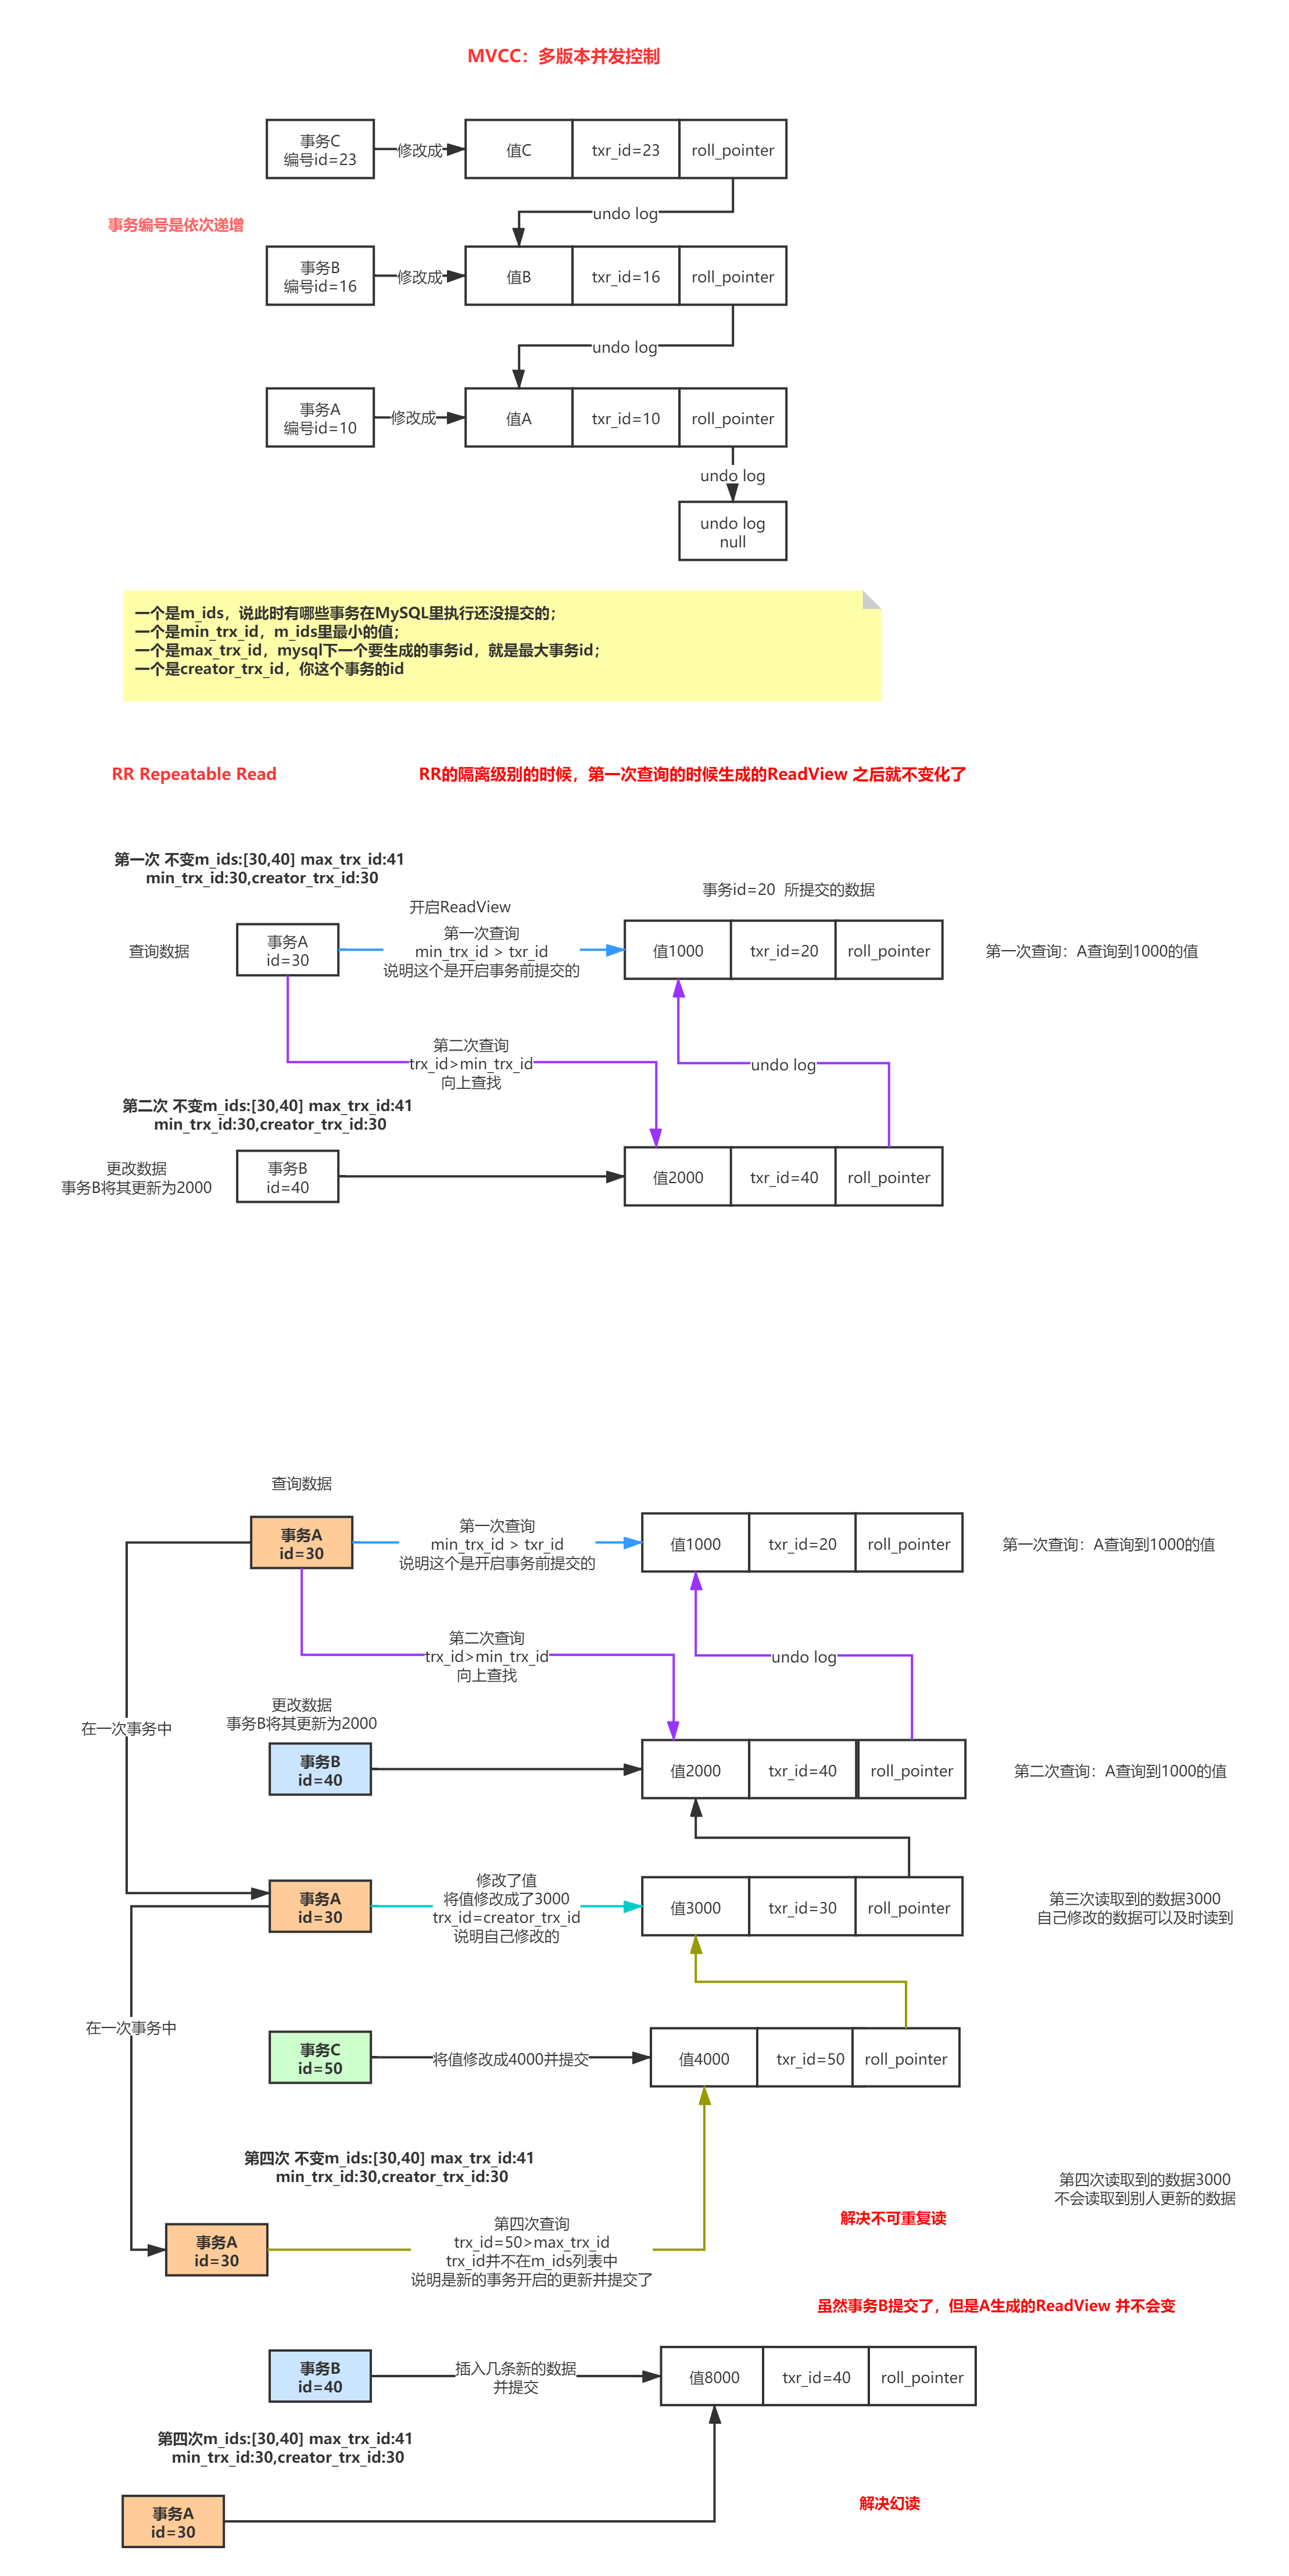 MVCC：多版本并发控制
事务C
编号id=23
修改成
值C
txr_id=23
roll_pointer
undo log
事务编号是依次递增
事务B
编号id=16
修改成
值B
txr_id=16
roll_pointer
undo log
事务A
编号id=10
修改成
值A
txr_id=10
roll_pointer
undo log
undo log
null
一个是m_ids，说此时有哪些事务在MySQL里执行还没提交的；
一个是min_trx_id，m_ids里最小的值；
一个是max_trx_id，mysql下一个要生成的事务id，就是最大事务id；
一个是creator_trx_id，你这个事务的id
RR Repeatable Read
RR的隔离级别的时候，第一次查询的时候生成的ReadView 之后就不变化了
第一次 不变m_ids:[30,40] max_trx_id:41
min_trx_id:30,creator_trx_id:30
事务id=20 所提交的数据
开启ReadView
查询数据
事务A
id=30
第一次查询
min_trx_id > txr_id
说明这个是开启事务前提交的
值1000
txr_id=20
roll_pointer
第一次查询：A查询到1000的值
第二次查询
trx_id>min_trx_id
向上查找
undo log
第二次 不变m_ids:[30,40] max_trx_id:41
min_trx_id:30,creator_trx_id:30
更改数据
事务B将其更新为2000
事务B
id=40
值2000
txr_id=40
roll_pointer
查询数据
事务A
id=30
第一次查询
min_trx_id > txr_id
说明这个是开启事务前提交的
值1000
txr_id=20
roll_pointer
第一次查询：A查询到1000的值
第二次查询
trx_id>min_trx_id
向上查找
undo log
在一次事务中
更改数据
事务B将其更新为2000
事务B
id=40
值2000
txr_id=40
roll_pointer
第二次查询：A查询到1000的值
事务A
id=30
修改了值
将值修改成了3000
trx_id=creator_trx_id
说明自己修改的
值3000
txr_id=30
roll_pointer
第三次读取到的数据3000
自己修改的数据可以及时读到
在一次事务中
事务C
id=50
将值修改成4000并提交
值4000
txr_id=50
roll_pointer
第四次 不变m_ids:[30,40] max_trx_id:41
min_trx_id:30,creator_trx_id:30
第四次读取到的数据3000
不会读取到别人更新的数据
解决不可重复读
事务A
id=30
第四次查询
trx_id=50>max_trx_id
trx_id并不在m_ids列表中
说明是新的事务开启的更新并提交了
虽然事务B提交了，但是A生成的ReadView 并不会变
事务B
id=40
插入几条新的数据
并提交
值8000
txr_id=40
roll_pointer
第四次m_ids:[30,40] max_trx_id:41
min_trx_id:30,creator_trx_id:30
解决幻读
事务A
id=30